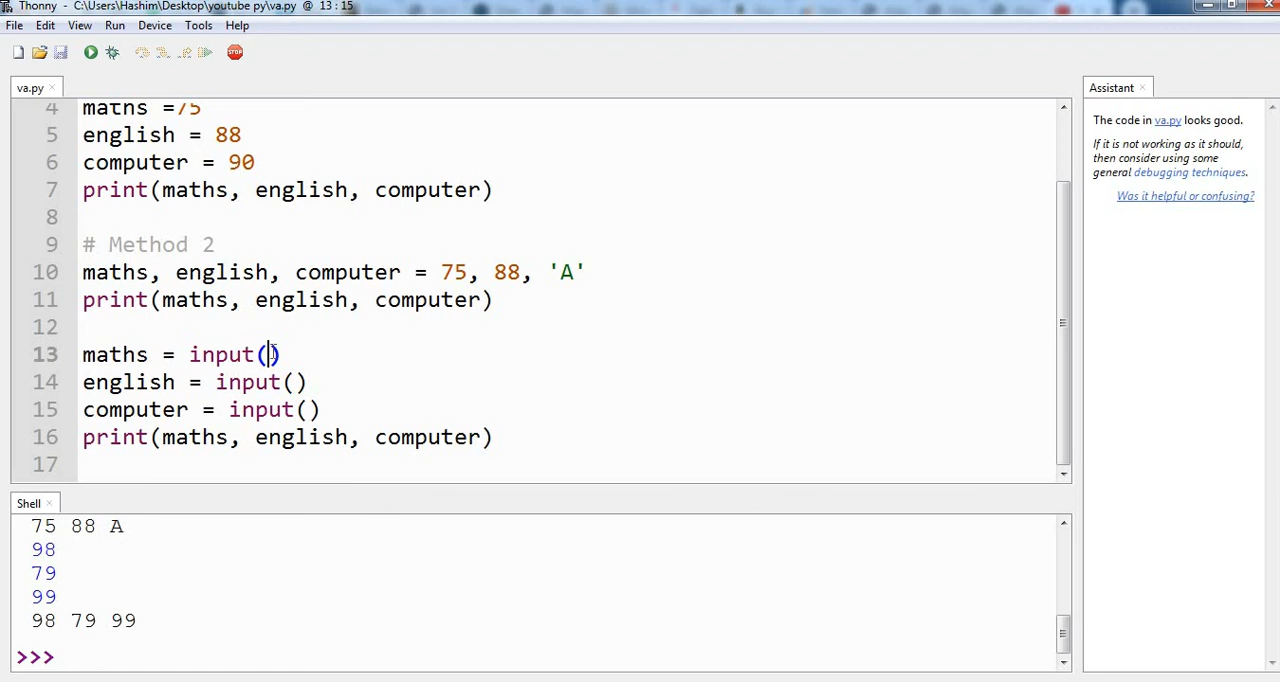 Thonny - C:\Users\Hashim\Desktop\youtube py\va.py @ 13 : 15
File Edit View Run Device Tools Help
STOP
va.py ×
4 maths =75
5 english = 88
6 computer = 90
7 print(maths, english, computer)
8
9 # Method 2
10 maths, english, computer = 75, 88, 'A'
11 print(maths, english, computer)
12
13 maths = input()
14 english = input()
15 computer = input()
16 print(maths, english, computer)
17
Shell ×
75 88 A
98
79
99
98 79 99
>>>
Assistant ×
The code in va.py looks good.
If it is not working as it should,
then consider using some
general debugging techniques.
Was it helpful or confusing?